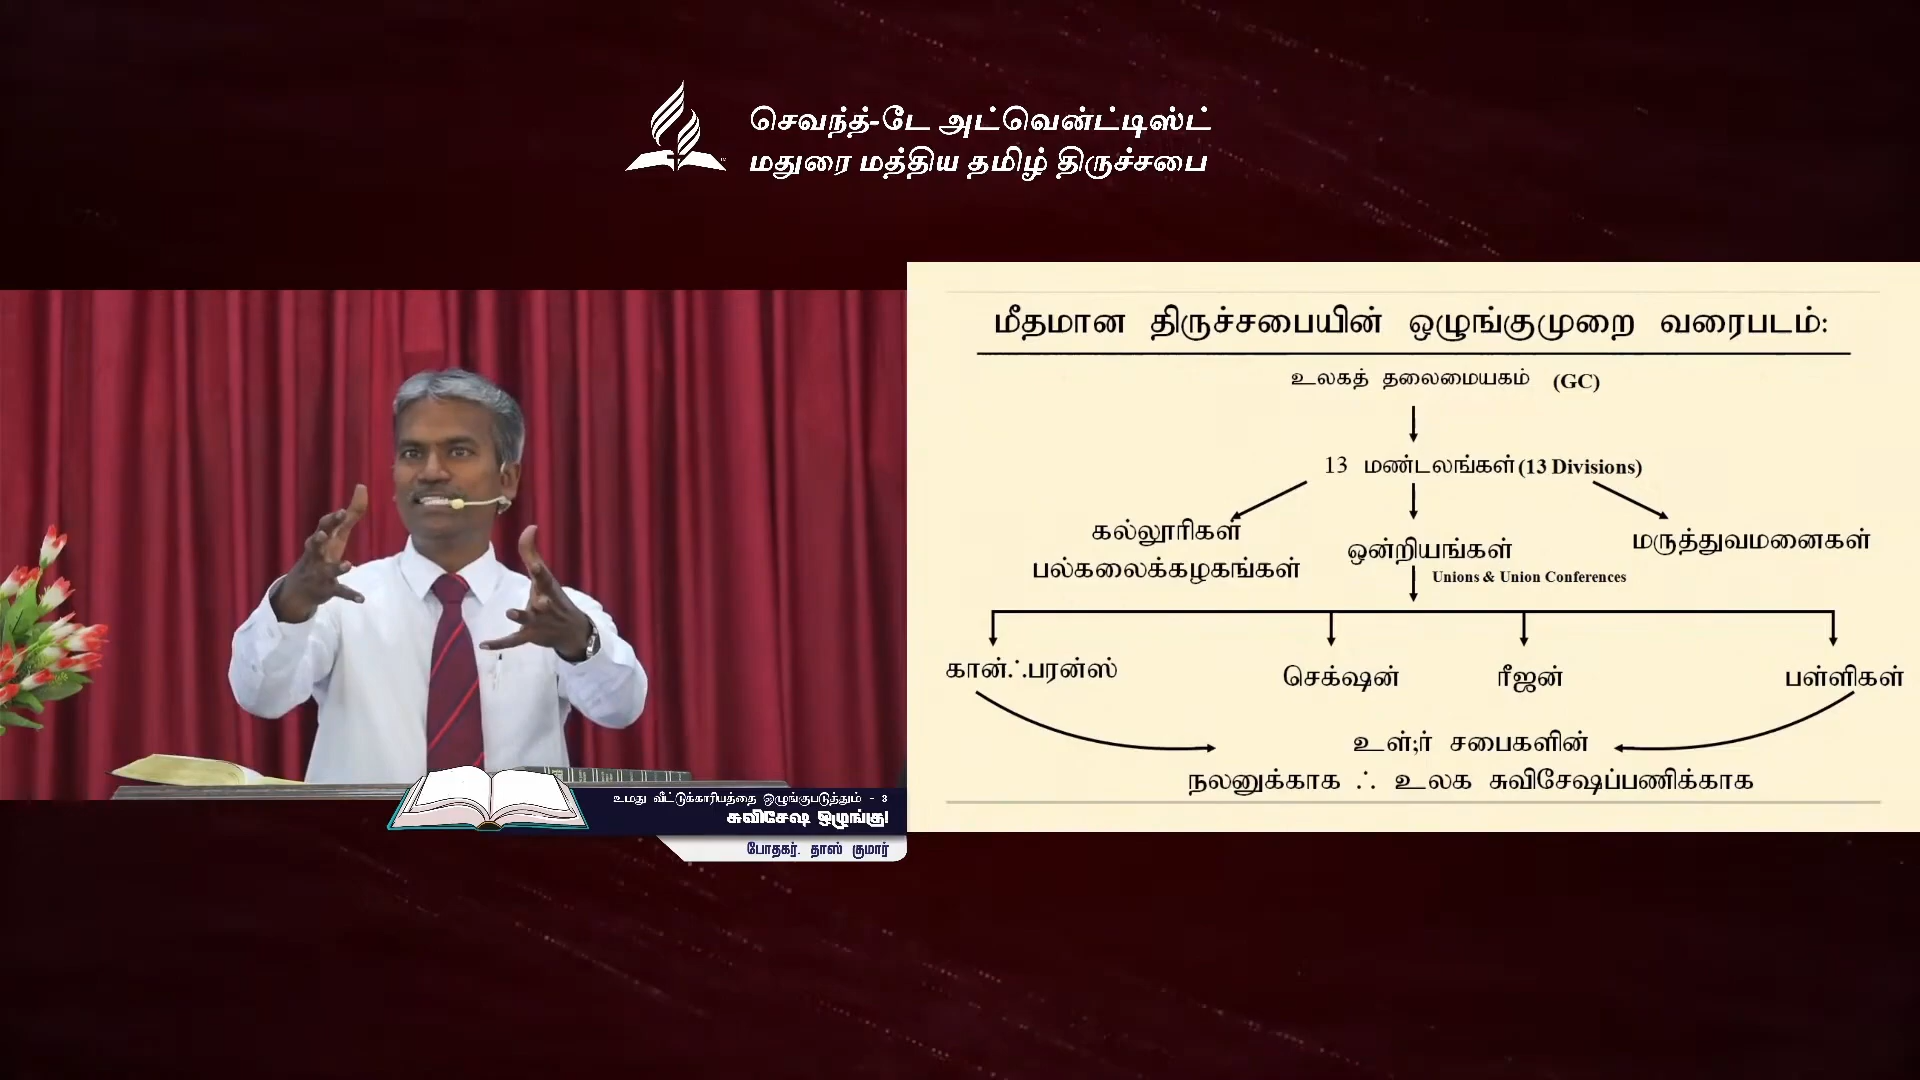 செவந்த்-டே அட்வென்ட்டிஸ்ட்
மதுரை மத்திய தமிழ் திருச்சபை
மீதமான திருச்சபையின் ஒழுங்குமுறை வரைபடம்:
உலகத் தலைமையகம் (GC)
13 மண்டலங்கள் (13 Divisions)
கல்லூரிகள்
பல்கலைக்கழகங்கள்
ஒன்றியங்கள்
Unions & Union Conferences
மருத்துவமனைகள்
கான்ஃபரன்ஸ்
செக்ஷன்
ரீஜன்
பள்ளிகள்
உள்;ர் சபைகளின்
நலனுக்காக ஃ உலக சுவிசேஷப்பணிக்காக
உமது வீட்டுக்காரியத்தை ஒழுங்குபடுத்தும் - 3
சுவிசேஷ ஒழுங்கு!
போதகர். தாஸ் குமார்